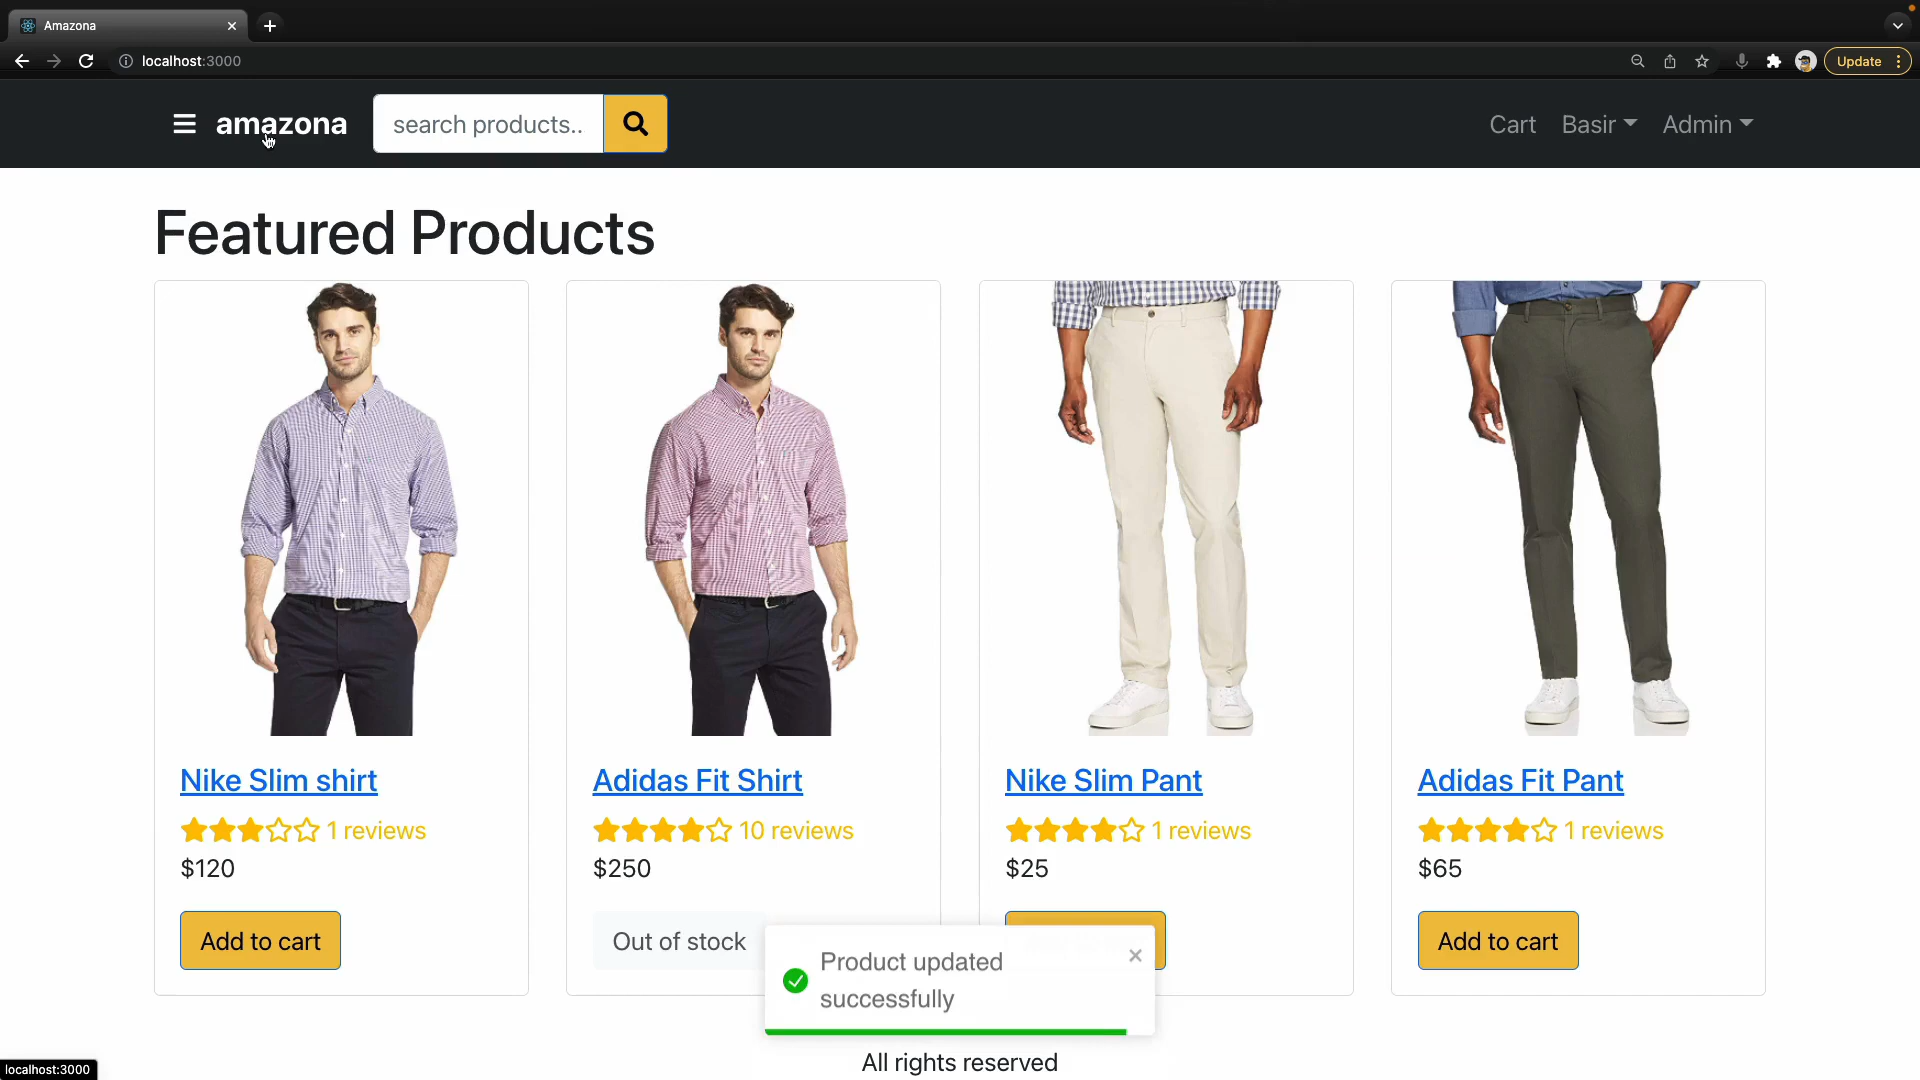 Amazona
localhost:3000
Update
amazona
search products..
Cart
Basir
Admin
Featured Products
Nike Slim shirt
1 reviews
$120
Add to cart
Adidas Fit Shirt
10 reviews
$250
Out of stock
Nike Slim Pant
1 reviews
$25
Adidas Fit Pant
1 reviews
$65
Add to cart
Product updated
successfully
All rights reserved
localhost:3000